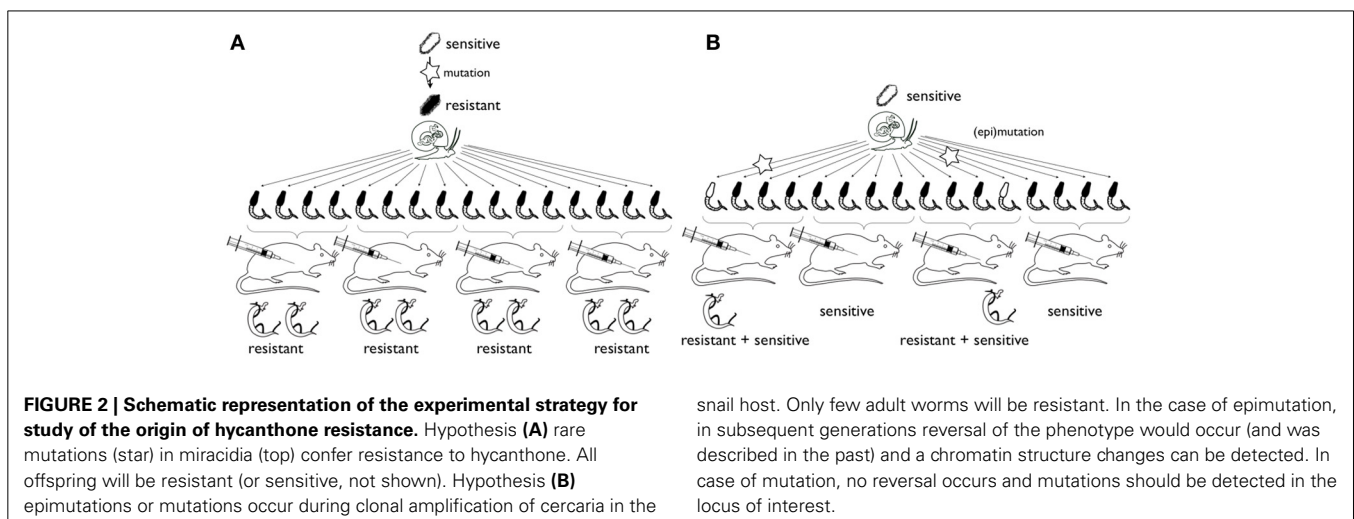 A
sensitive
mutation
resistant
resistant
resistant
resistant
resistant
B
sensitive
(epi)mutation
sensitive
sensitive
resistant + sensitive
resistant + sensitive
FIGURE 2 | Schematic representation of the experimental strategy for
study of the origin of hycanthone resistance. Hypothesis (A) rare
mutations (star) in miracidia (top) confer resistance to hycanthone. All
offspring will be resistant (or sensitive, not shown). Hypothesis (B)
epimutations or mutations occur during clonal amplification of cercaria in the
snail host. Only few adult worms will be resistant. In the case of epimutation,
in subsequent generations reversal of the phenotype would occur (and was
described in the past) and a chromatin structure changes can be detected. In
case of mutation, no reversal occurs and mutations should be detected in the
locus of interest.